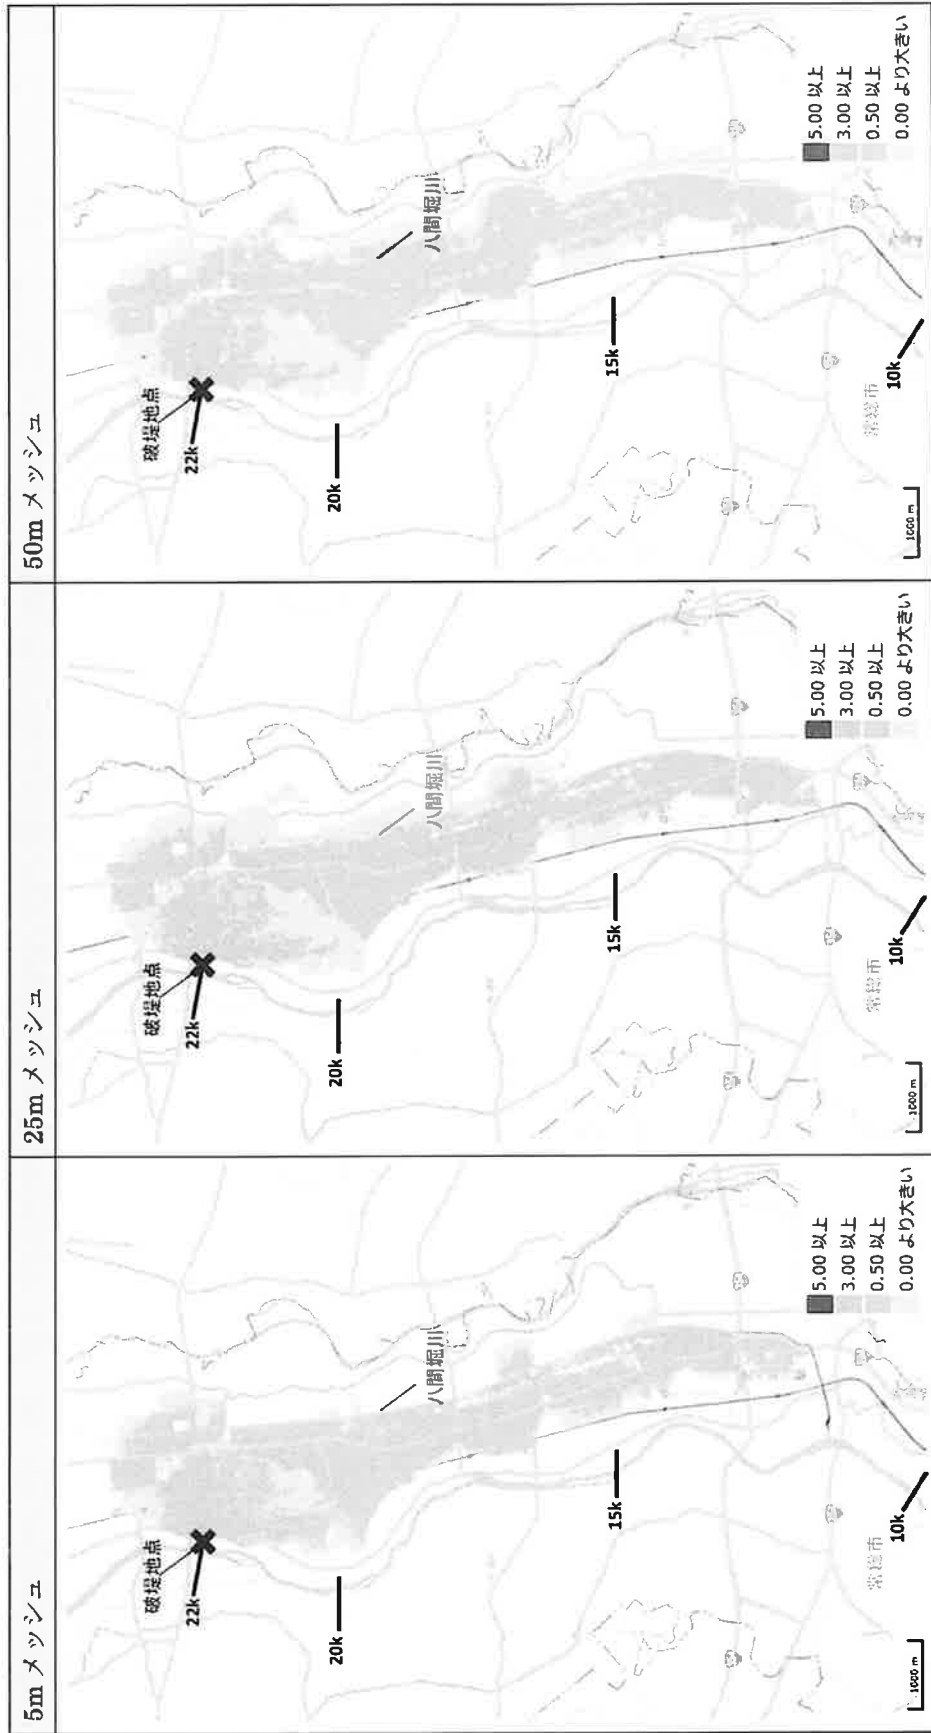 5m メッシュ
破堤地点
22k
20k
八間堀川
15k
10k
常総市
1000 m
5.00 以上
3.00 以上
0.50 以上
0.00 より大きい
25m メッシュ
破堤地点
22k
20k
八間堀川
15k
10k
常総市
1000 m
5.00 以上
3.00 以上
0.50 以上
0.00 より大きい
50m メッシュ
破堤地点
22k
20k
八間堀川
15k
10k
常総市
1000 m
5.00 以上
3.00 以上
0.50 以上
0.00 より大きい